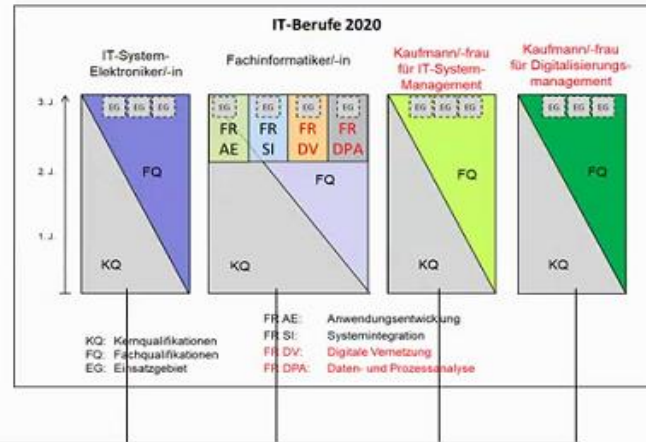 IT-Berufe 2020
IT-System-
Elektroniker/-in
Fachinformatiker/-in
Kaufmann/-frau
für IT-System-
Management
Kaufmann/-frau
für Digitalisierungs-
management
3 J.
2 J.
1 J.
EG EG EG
FQ
KQ
EG EG EG EG
FR AE
FR SI
FR DV
FR DPA
FQ
KQ
EG EG EG
FQ
KQ
EG EG EG
FQ
KQ
KQ: Kernqualifikationen
FQ: Fachqualifikationen
EG: Einsatzgebiet
FR AE: Anwendungsentwicklung
FR SI: Systemintegration
FR DV: Digitale Vernetzung
FR DPA: Daten- und Prozessanalyse